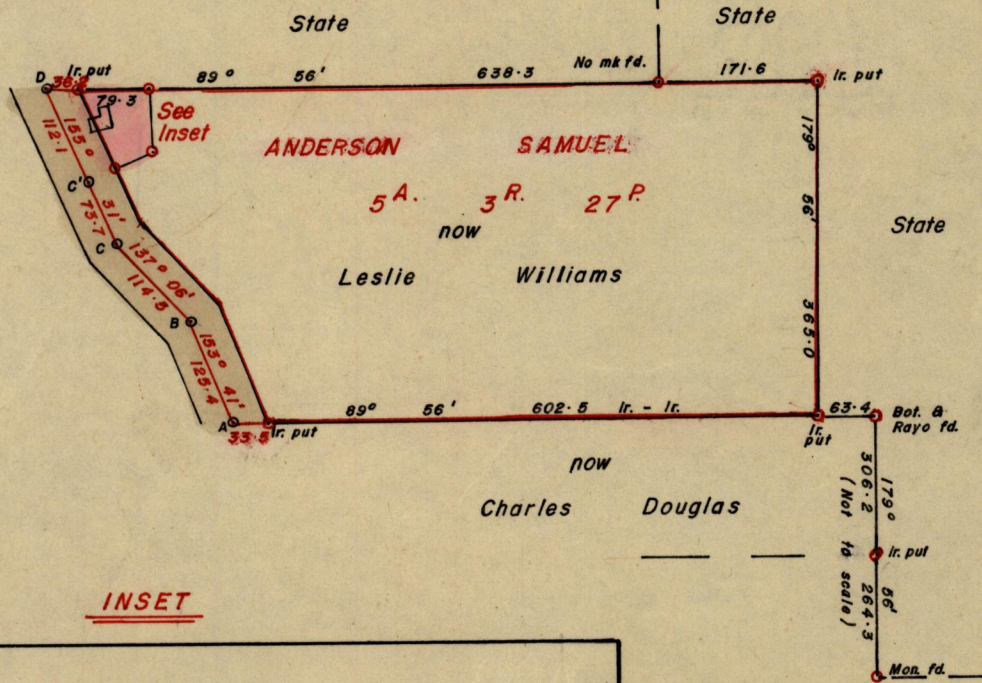 State
State
D
36.2
Ir. put
89° 56' 638.3
No mk fd.
171.6
Ir. put
79.3
See
Inset
155° 31'
112.1
C'
73.7
C
137° 06'
114.5
B
153° 41'
125.4
A
33.5
Ir. put
ANDERSON SAMUEL
5 A. 3 R. 27 P.
now
Leslie Williams
179° 56'
365.0
State
89° 56' 602.5 Ir. - Ir.
Ir.
put
63.4
Bot. &
Rayo fd.
now
Charles Douglas
179° 56'
306.2
(Not to scale)
Ir. put
264.3
Mon. fd.
INSET